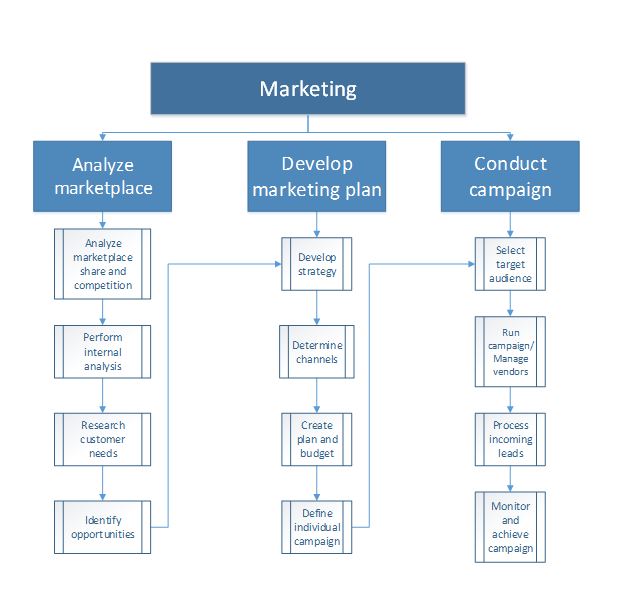 Marketing
Analyze
marketplace
Analyze
marketplace
share and
competition
Perform
internal
analysis
Research
customer
needs
Identify
opportunities
Develop
marketing plan
Develop
strategy
Determine
channels
Create
plan and
budget
Define
individual
campaign
Conduct
campaign
Select
target
audience
Run
campaign/
Manage
vendors
Process
incoming
leads
Monitor
and
achieve
campaign